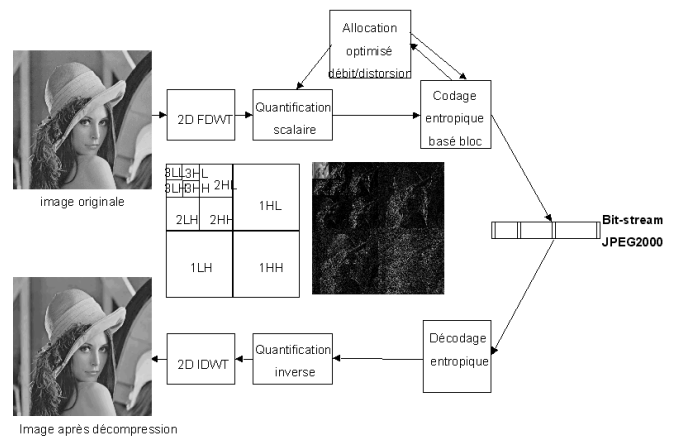 Allocation
optimisé
débit/distorsion
2D FDWT
Quantification
scalaire
Codage
entropique
basé bloc
image originale
3LL
3HL
3LH
3HH
2HL
2LH
2HH
1HL
1LH
1HH
Bit-stream
JPEG2000
2D IDWT
Quantification
inverse
Décodage
entropique
Image après décompression